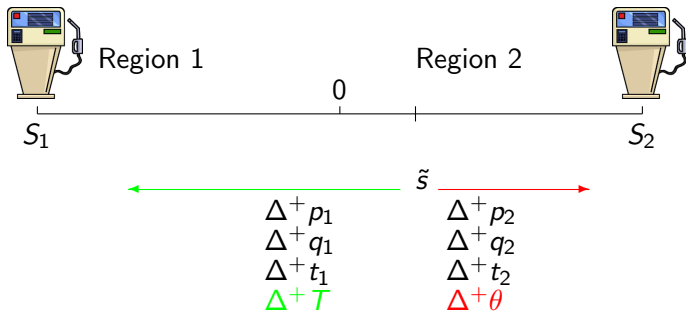 Region 1 Region 2
0
S₁ S₂
s̃
Δ⁺p₁ Δ⁺p₂
Δ⁺q₁ Δ⁺q₂
Δ⁺t₁ Δ⁺t₂
Δ⁺T Δ⁺θ